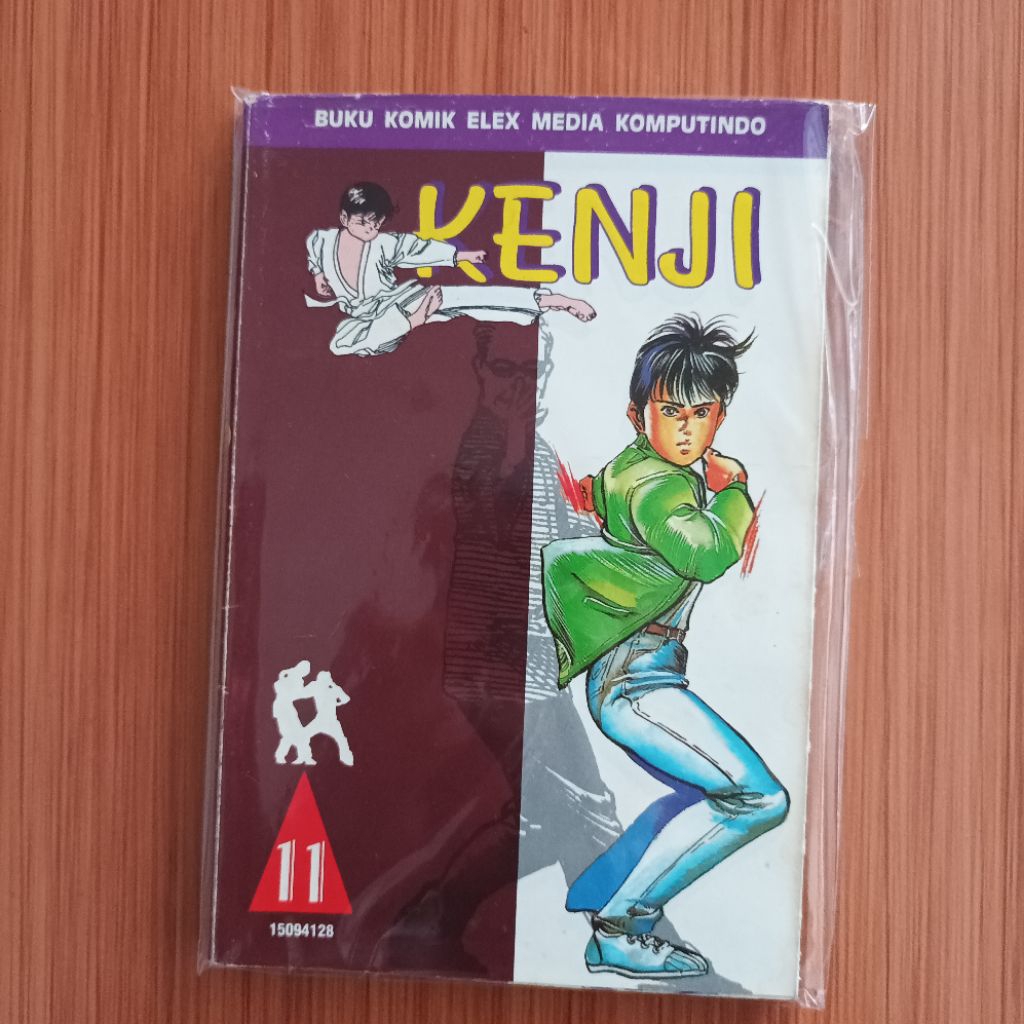 BUKU KOMIK ELEX MEDIA KOMPUTINDO
KENJI
11
15094128